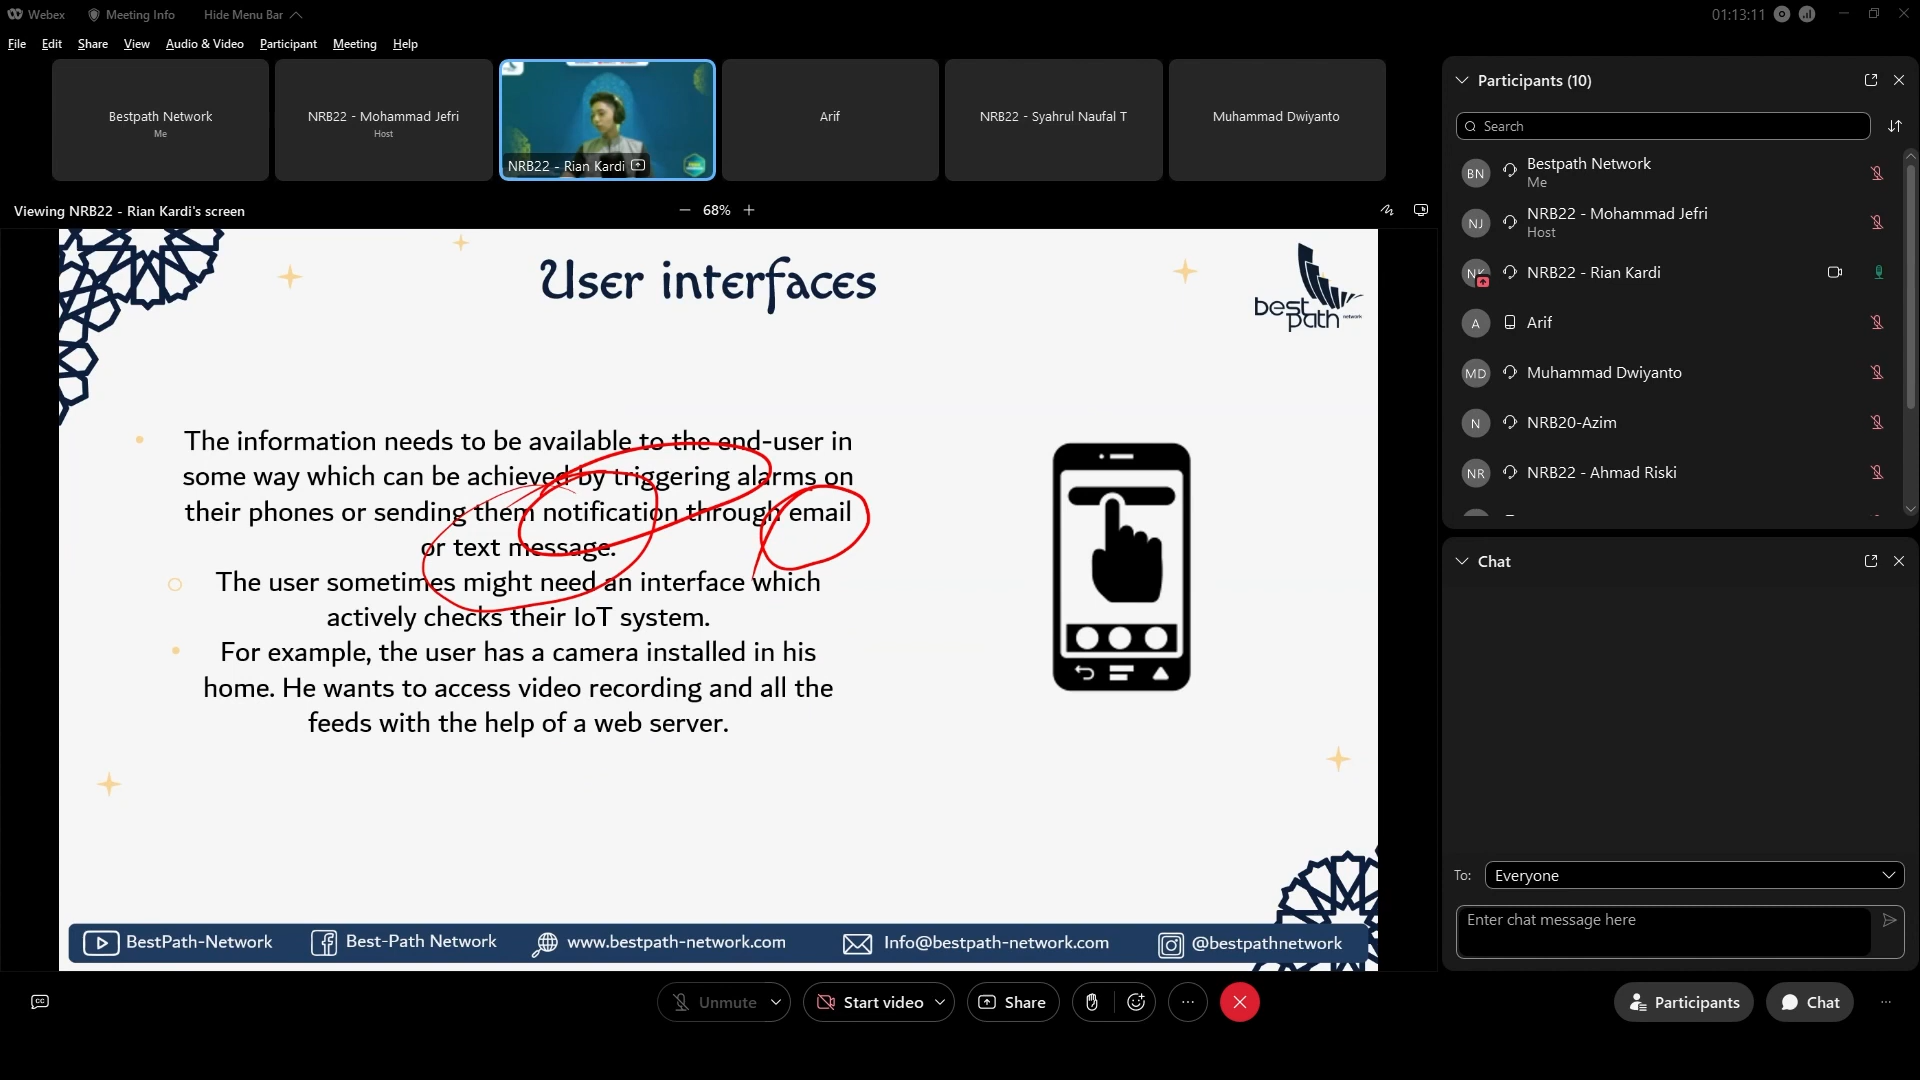 Webex
Meeting Info
Hide Menu Bar
01:13:11
File Edit Share View Audio & Video Participant Meeting Help
Bestpath Network
Me
NRB22 - Mohammad Jefri
Host
NRB22 - Rian Kardi
Arif
NRB22 - Syahrul Naufal T
Muhammad Dwiyanto
Viewing NRB22 - Rian Kardi's screen
68%
User interfaces
best
path
network
The information needs to be available to the end-user in
some way which can be achieved by triggering alarms on
their phones or sending them notification through email
or text message.
The user sometimes might need an interface which
actively checks their IoT system.
For example, the user has a camera installed in his
home. He wants to access video recording and all the
feeds with the help of a web server.
BestPath-Network
Best-Path Network
www.bestpath-network.com
Info@bestpath-network.com
@bestpathnetwork
Participants (10)
Search
BN
Bestpath Network
Me
NJ
NRB22 - Mohammad Jefri
Host
NK
NRB22 - Rian Kardi
A
Arif
MD
Muhammad Dwiyanto
N
NRB20-Azim
NR
NRB22 - Ahmad Riski
Chat
To:
Everyone
Enter chat message here
CC
Unmute
Start video
Share
Participants
Chat